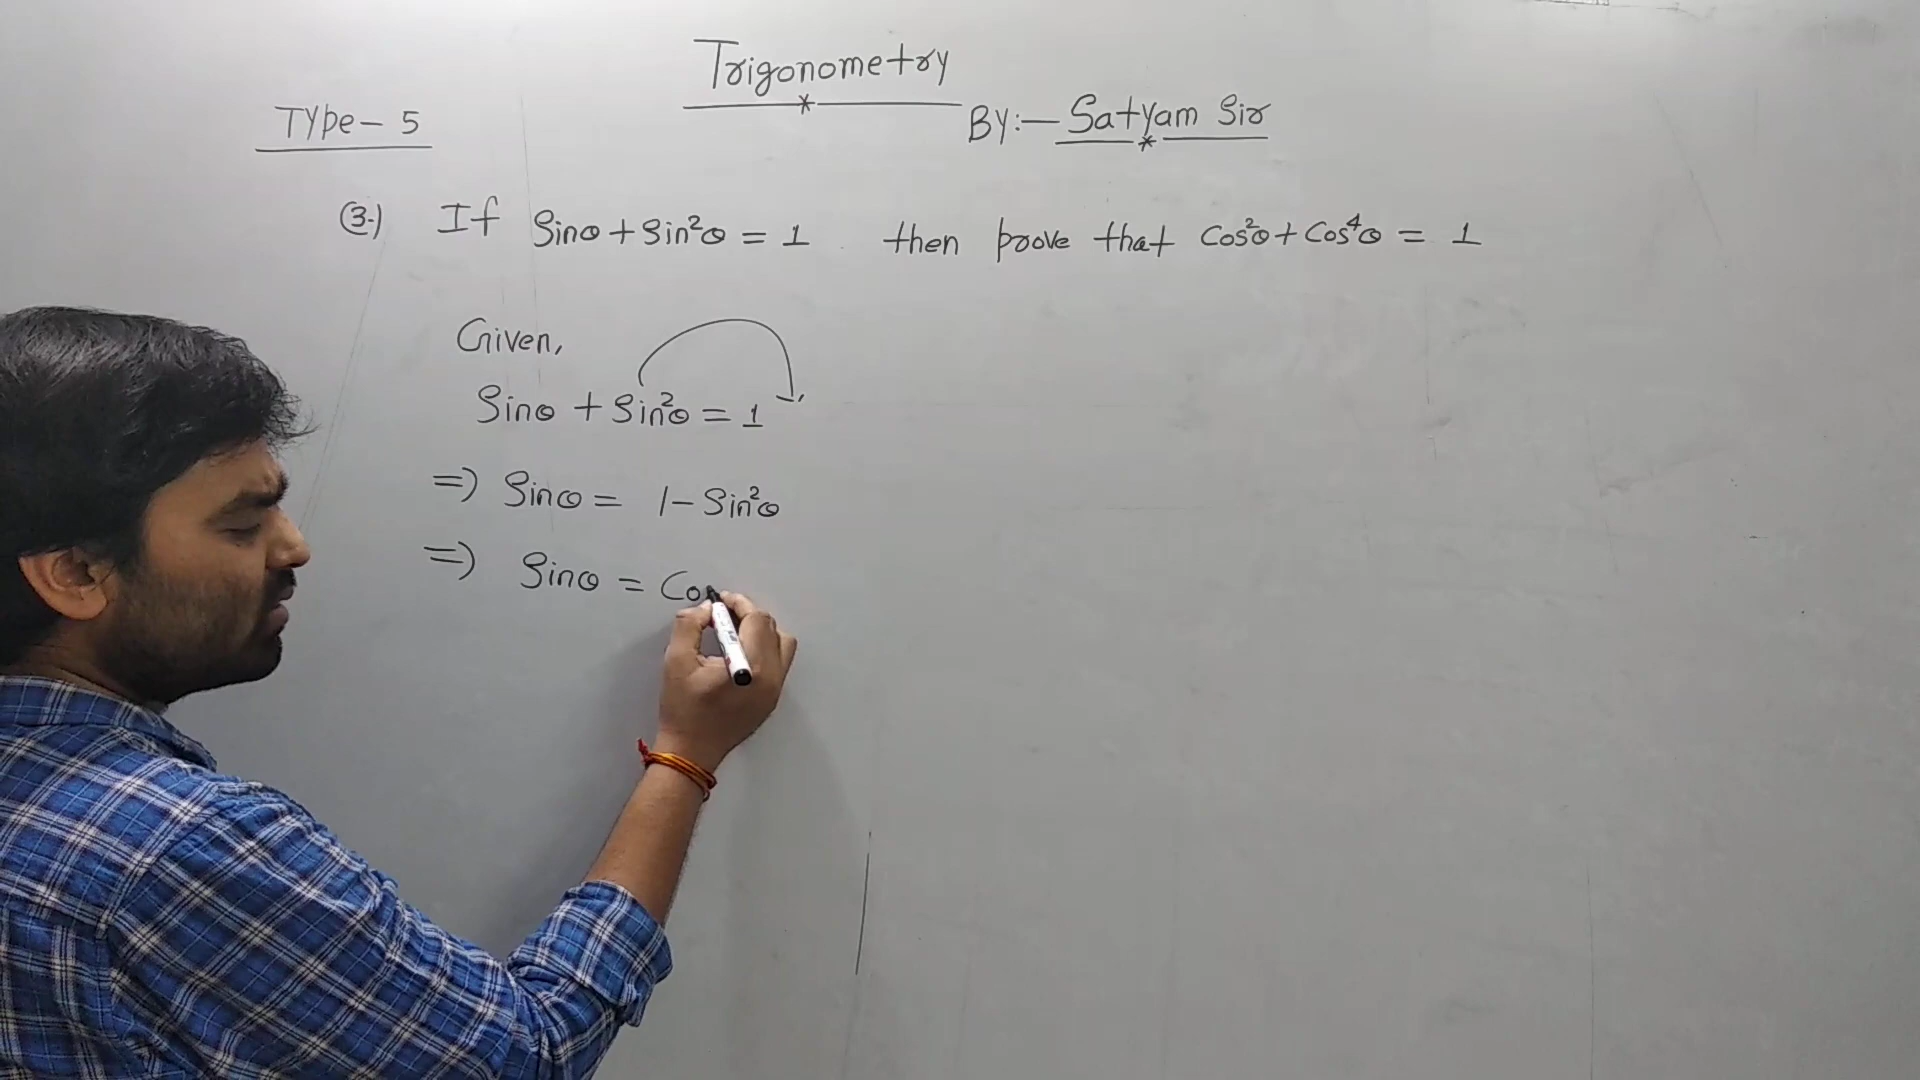 Trigonometry
Type- 5
BY:- Satyam Sir
(3.) If Sinθ + Sin²θ = 1 then prove that Cos²θ + Cos⁴θ = 1
Given,
Sinθ + Sin²θ = 1
=) Sinθ = 1 - Sin²θ
=) Sinθ = Co